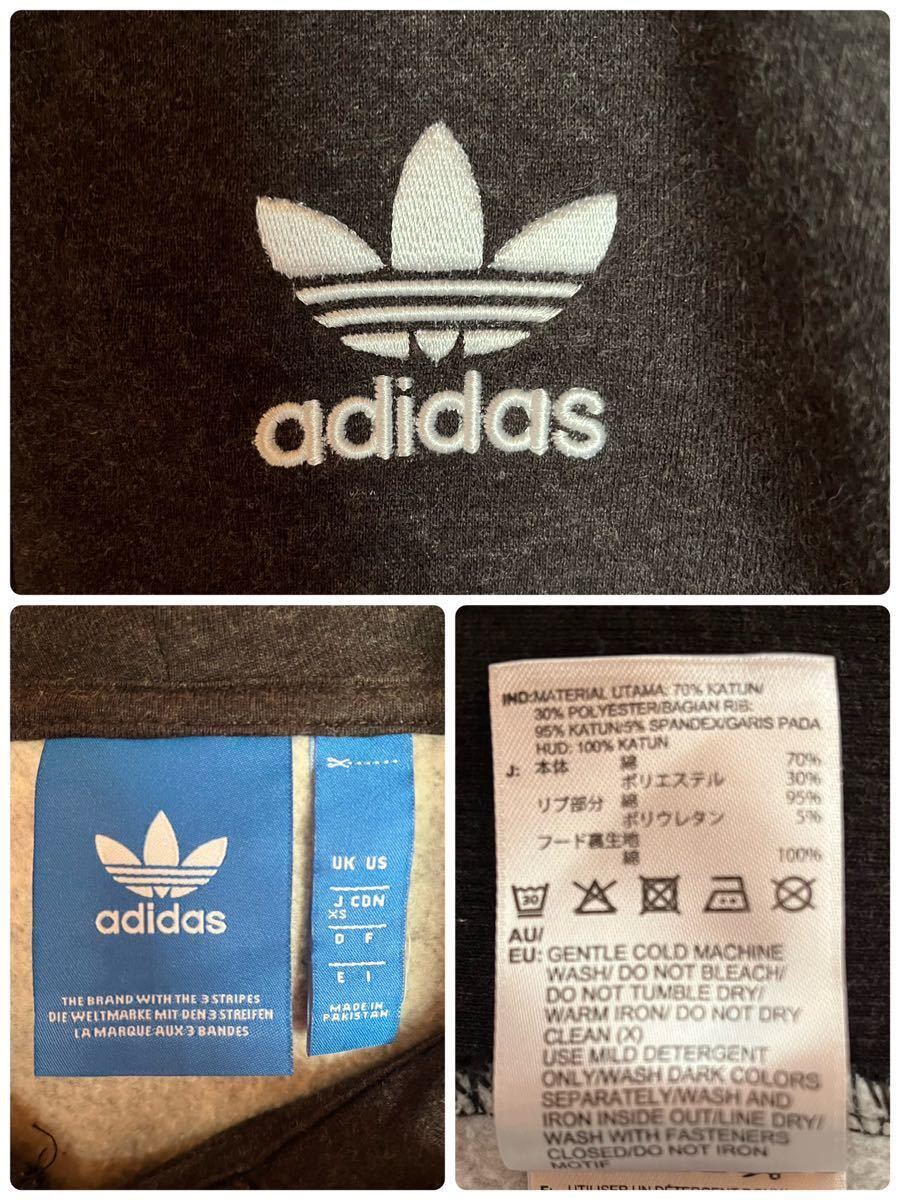 adidas
adidas
THE BRAND WITH THE 3 STRIPES
DIE WELTMARKE MIT DEN 3 STREIFEN
LA MARQUE AUX 3 BANDES
UK US
J CDN
XS
D F
E I
MADE IN
PAKISTAN
IND:MATERIAL UTAMA: 70% KATUN/
30% POLYESTER/BAGIAN RIB:
95% KATUN/5% SPANDEX/GARIS PADA
HUD: 100% KATUN
J: 本体 綿 70%
ポリエステル 30%
リブ部分 綿 95%
ポリウレタン 5%
フード裏生地
綿 100%
30
AU/
EU: GENTLE COLD MACHINE
WASH/ DO NOT BLEACH/
DO NOT TUMBLE DRY/
WARM IRON/ DO NOT DRY
CLEAN (X)
USE MILD DETERGENT
ONLY/WASH DARK COLORS
SEPARATELY/WASH AND
IRON INSIDE OUT/LINE DRY/
WASH WITH FASTENERS
CLOSED/DO NOT IRON
MOTIF
UTILISER UN DÉTERGENT